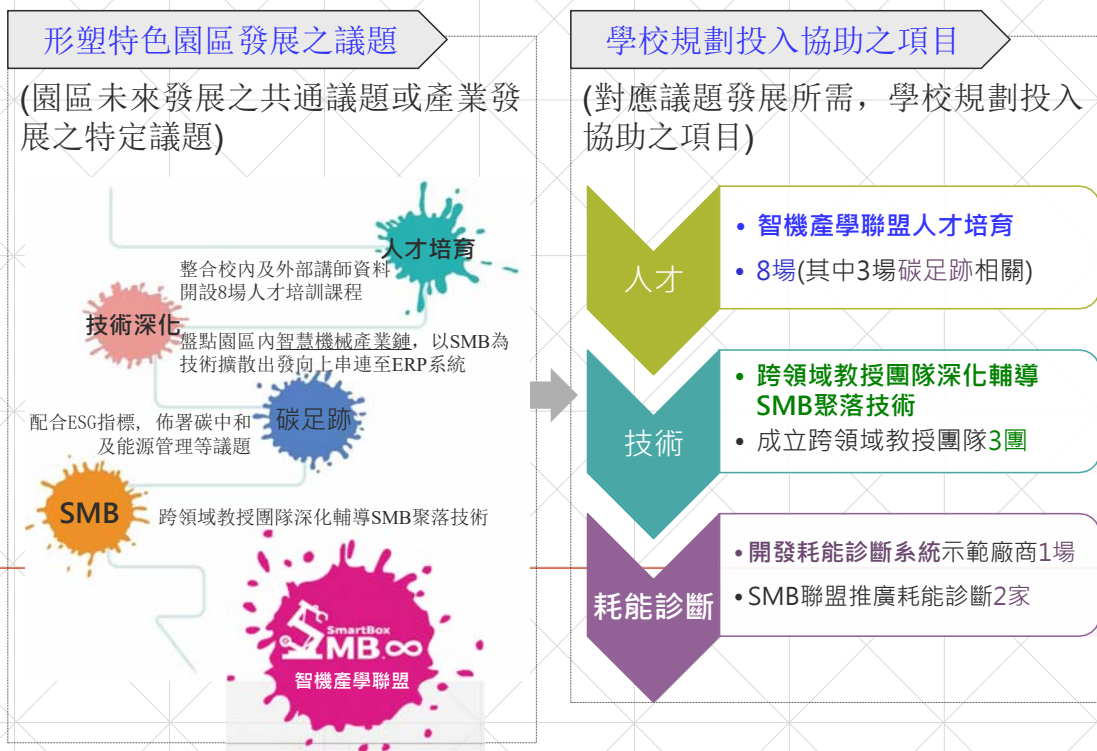 形塑特色園區發展之議題
(園區未來發展之共通議題或產業發
展之特定議題)
人才培育
整合校內及外部講師資料
開設8場人才培訓課程
技術深化
盤點園區內智慧機械產業鏈，以SMB為
技術擴散出發向上串連至ERP系統
碳足跡
配合ESG指標，佈署碳中和
及能源管理等議題
SMB
跨領域教授團隊深化輔導SMB聚落技術
SmartBox
SMB∞
智機產學聯盟
學校規劃投入協助之項目
(對應議題發展所需，學校規劃投入
協助之項目)
人才
• 智機產學聯盟人才培育
• 8場(其中3場碳足跡相關)
技術
• 跨領域教授團隊深化輔導
SMB聚落技術
• 成立跨領域教授團隊3團
耗能診斷
• 開發耗能診斷系統示範廠商1場
• SMB聯盟推廣耗能診斷2家